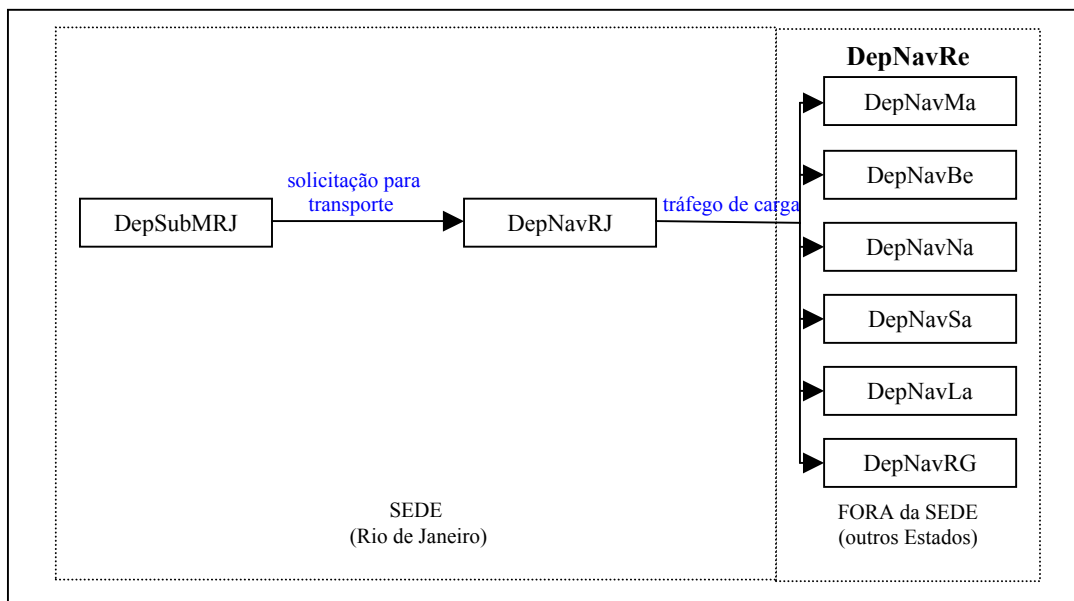 DepNavRe
DepNavMa
DepNavBe
solicitação para
transporte
DepSubMRJ
DepNavRJ
tráfego de carga
DepNavNa
DepNavSa
DepNavLa
DepNavRG
SEDE
(Rio de Janeiro)
FORA da SEDE
(outros Estados)